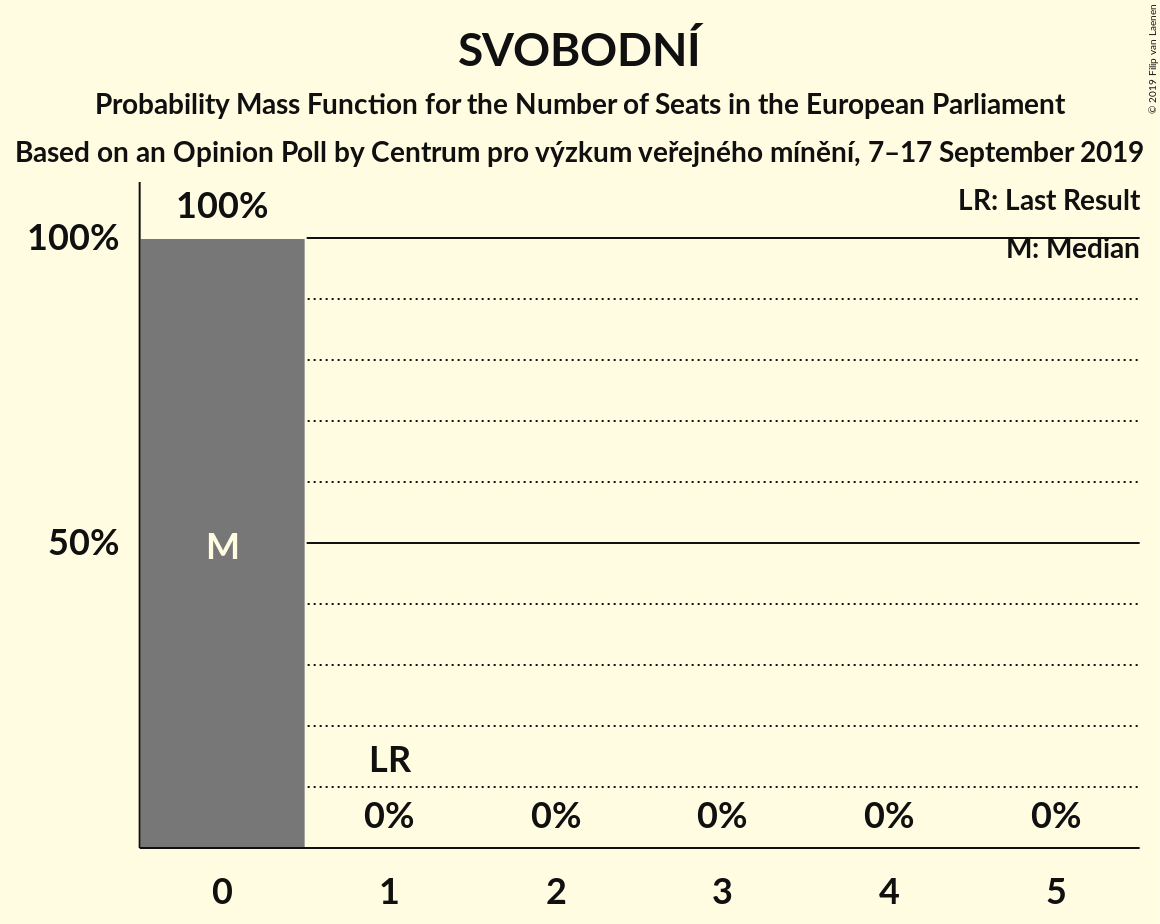 SVOBODNÍ
Probability Mass Function for the Number of Seats in the European Parliament
Based on an Opinion Poll by Centrum pro výzkum veřejného mínění, 7–17 September 2019
© 2019 Filip van Laenen
LR: Last Result
M: Median
100%
100%
50%
M
LR
0% 0% 0% 0% 0%
0 1 2 3 4 5